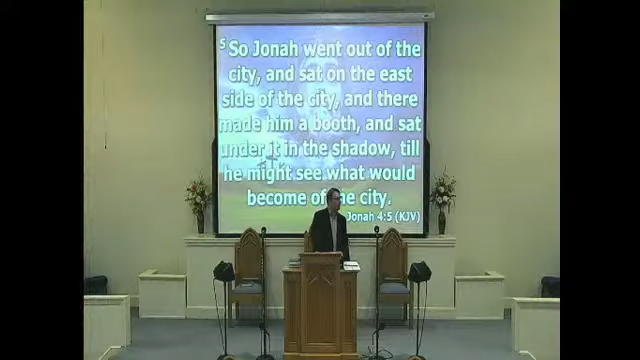 5 So Jonah went out of the
city, and sat on the east
side of the city, and there
made him a booth, and sat
under it in the shadow, till
he might see what would
become of the city.
Jonah 4:5 (KJV)